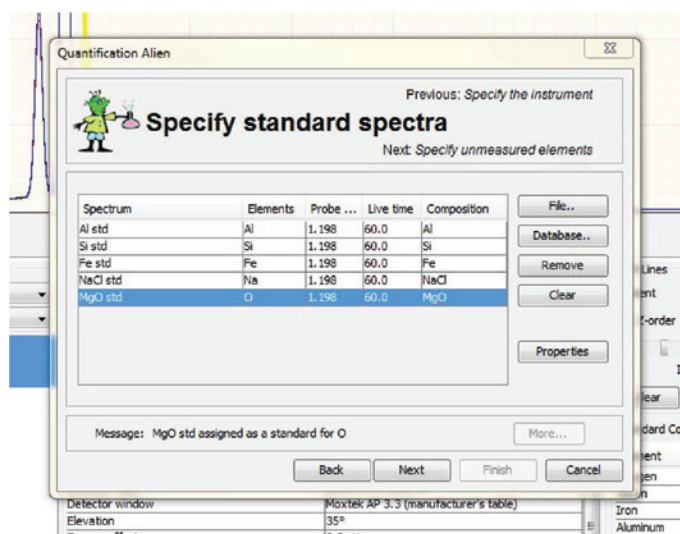 Quantification Alien
Previous: Specify the instrument
Specify standard spectra
Next: Specify unmeasured elements
Spectrum Elements Probe ... Live time Composition
Al std Al 1.198 60.0 Al
Si std Si 1.198 60.0 Si
Fe std Fe 1.198 60.0 Fe
NaCl std Na 1.198 60.0 NaCl
MgO std O 1.198 60.0 MgO
File..
Database..
Remove
Clear
Properties
Message: MgO std assigned as a standard for O
More...
Back Next Finish Cancel
Lines
Z-order
Detector window Moxtek AP 3.3 (manufacturer's table)
Elevation 35°
Iron
Aluminum